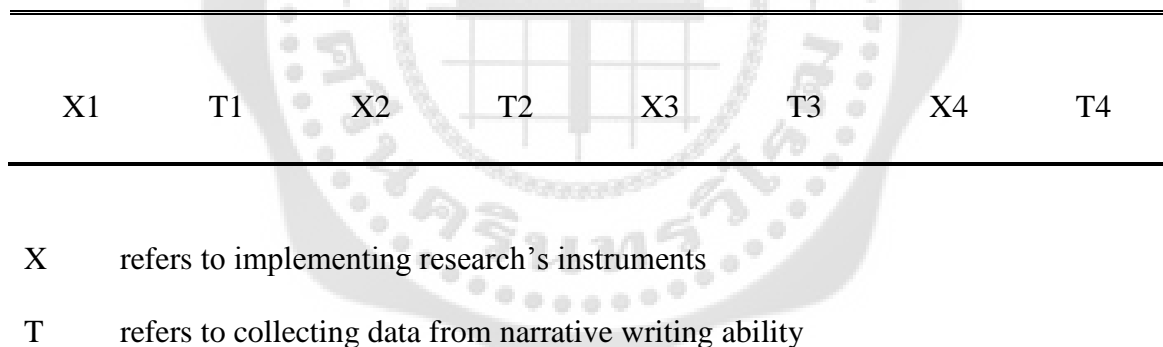 X1 T1 X2 T2 X3 T3 X4 T4
X refers to implementing research’s instruments
T refers to collecting data from narrative writing ability